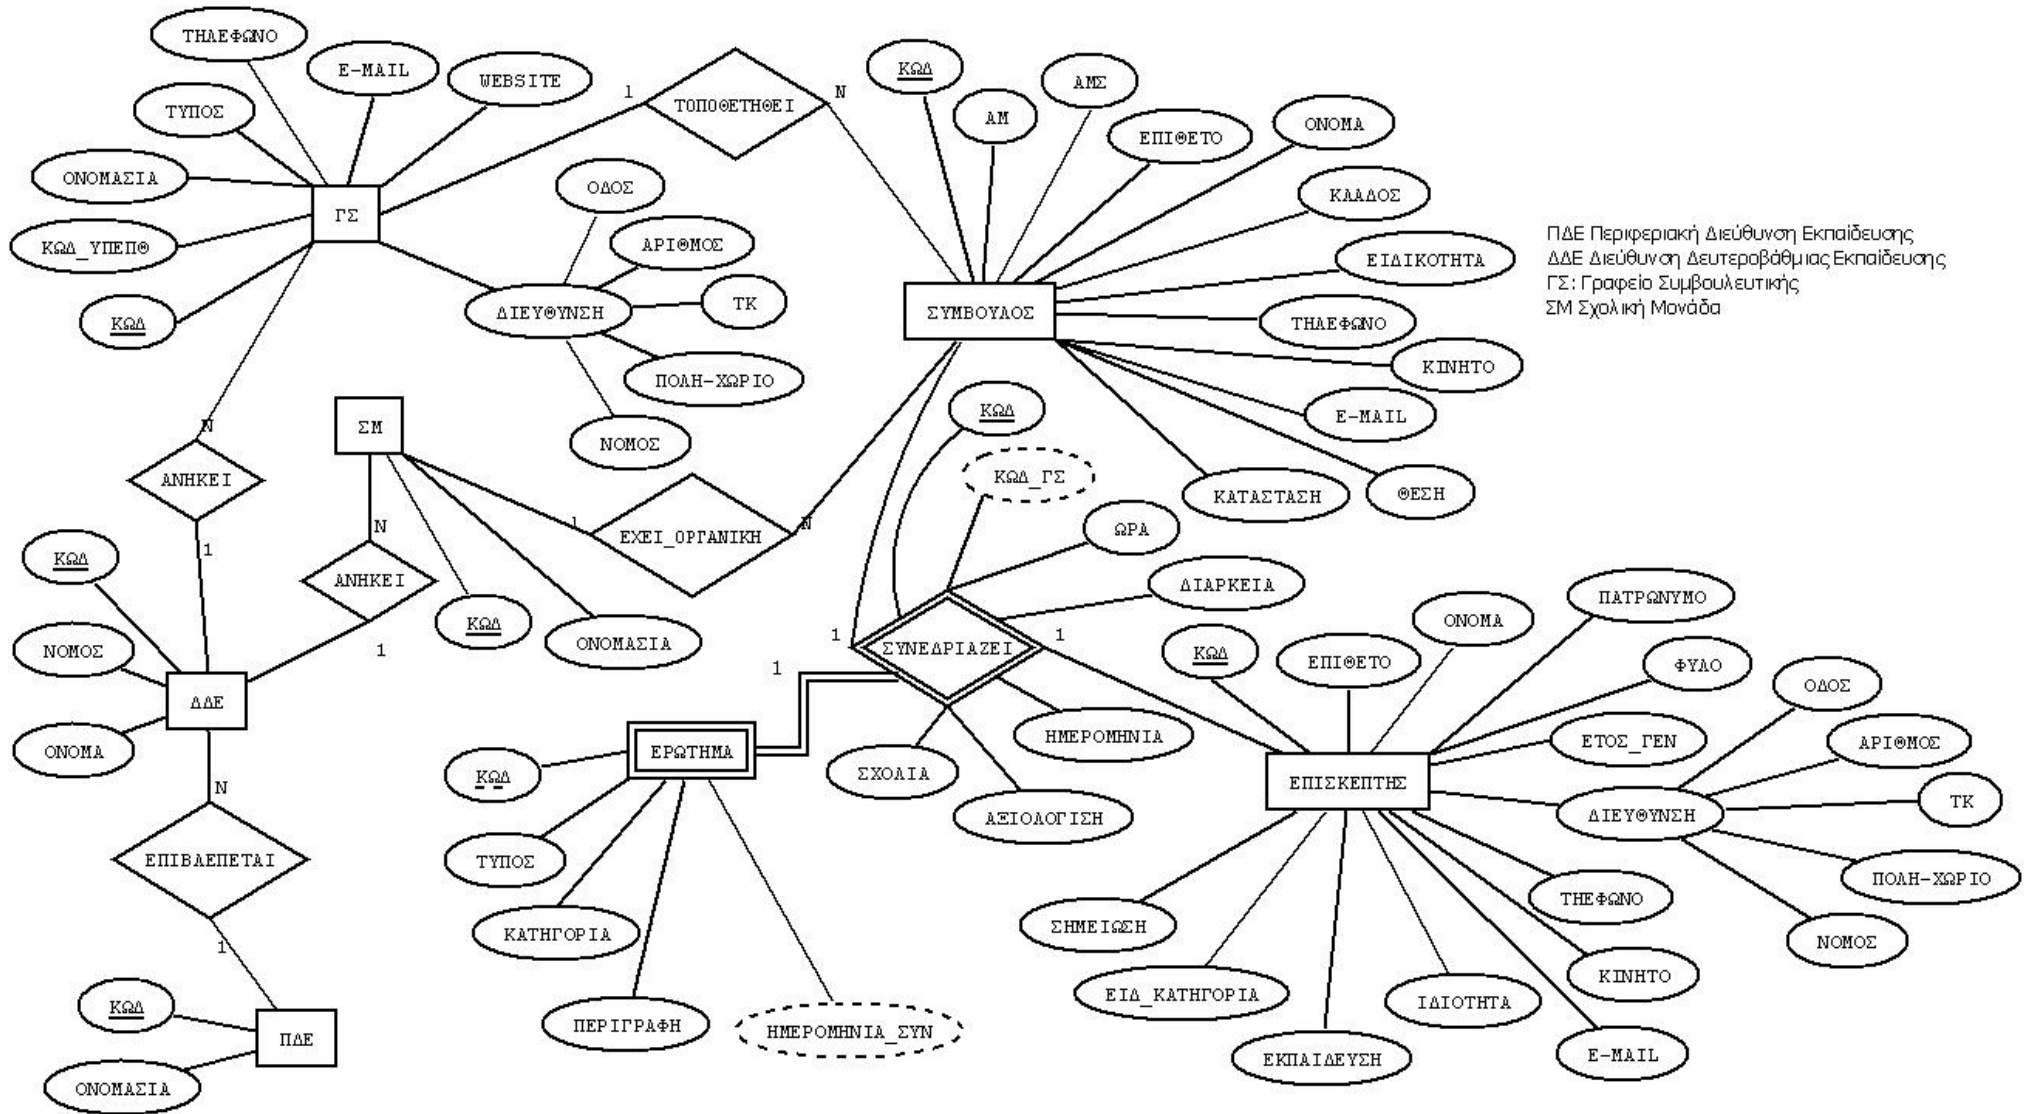 ΤΗΛΕΦΩΝΟ
E-MAIL
WEBSITE
ΤΥΠΟΣ
ΟΝΟΜΑΣΙΑ
ΚΩΔ_ΥΠΕΠΘ
ΚΩΔ
ΓΣ
1
ΤΟΠΟΘΕΤΗΘΕΙ
N
ΟΔΟΣ
ΑΡΙΘΜΟΣ
ΤΚ
ΔΙΕΥΘΥΝΣΗ
ΠΟΛΗ-ΧΩΡΙΟ
ΝΟΜΟΣ
ΚΩΔ
ΑΜ
ΑΜΣ
ΕΠΙΘΕΤΟ
ΟΝΟΜΑ
ΚΛΑΔΟΣ
ΕΙΔΙΚΟΤΗΤΑ
ΣΥΜΒΟΥΛΟΣ
ΤΗΛΕΦΩΝΟ
ΚΙΝΗΤΟ
E-MAIL
ΘΕΣΗ
ΚΑΤΑΣΤΑΣΗ
ΠΔΕ Περιφεριακή Διεύθυνση Εκπαίδευσης
ΔΔΕ Διεύθυνση Δευτεροβάθμιας Εκπαίδευσης
ΓΣ: Γραφείο Συμβουλευτικής
ΣΜ Σχολική Μονάδα
N
ΑΝΗΚΕΙ
1
ΣΜ
N
ΑΝΗΚΕΙ
1
1
ΕΧΕΙ_ΟΡΓΑΝΙΚΗ
N
ΚΩΔ
ΟΝΟΜΑΣΙΑ
ΚΩΔ
ΝΟΜΟΣ
ΟΝΟΜΑ
ΔΔΕ
N
ΕΠΙΒΛΕΠΕΤΑΙ
1
ΚΩΔ
ΟΝΟΜΑΣΙΑ
ΠΔΕ
ΚΩΔ
ΚΩΔ_ΓΣ
ΩΡΑ
ΔΙΑΡΚΕΙΑ
1
ΣΥΝΕΔΡΙΑΖΕΙ
1
1
ΗΜΕΡΟΜΗΝΙΑ
ΣΧΟΛΙΑ
ΑΞΙΟΛΟΓΙΣΗ
ΕΡΩΤΗΜΑ
ΚΩΔ
ΤΥΠΟΣ
ΚΑΤΗΓΟΡΙΑ
ΠΕΡΙΓΡΑΦΗ
ΗΜΕΡΟΜΗΝΙΑ_ΣΥΝ
ΚΩΔ
ΕΠΙΘΕΤΟ
ΟΝΟΜΑ
ΠΑΤΡΩΝΥΜΟ
ΦΥΛΟ
ΕΤΟΣ_ΓΕΝ
ΕΠΙΣΚΕΠΤΗΣ
ΟΔΟΣ
ΑΡΙΘΜΟΣ
ΤΚ
ΔΙΕΥΘΥΝΣΗ
ΠΟΛΗ-ΧΩΡΙΟ
ΝΟΜΟΣ
ΤΗΕΦΩΝΟ
ΚΙΝΗΤΟ
E-MAIL
ΙΔΙΟΤΗΤΑ
ΕΚΠΑΙΔΕΥΣΗ
ΕΙΔ_ΚΑΤΗΓΟΡΙΑ
ΣΗΜΕΙΩΣΗ